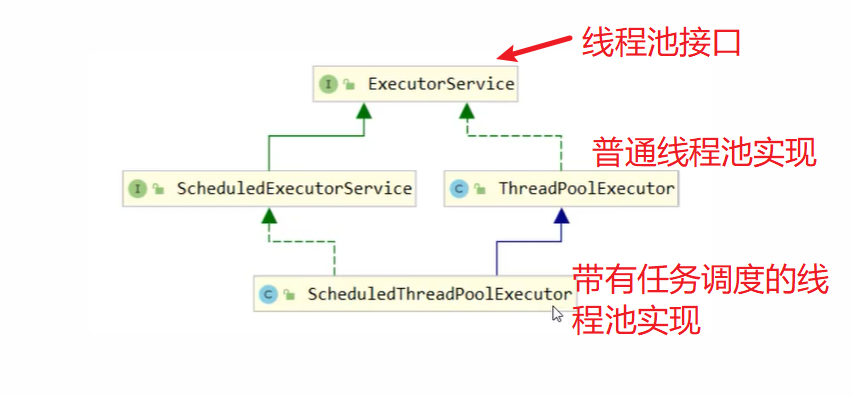 线程池接口
I ExecutorService
普通线程池实现
I ScheduledExecutorService
C ThreadPoolExecutor
C ScheduledThreadPoolExecutor
带有任务调度的线
程池实现